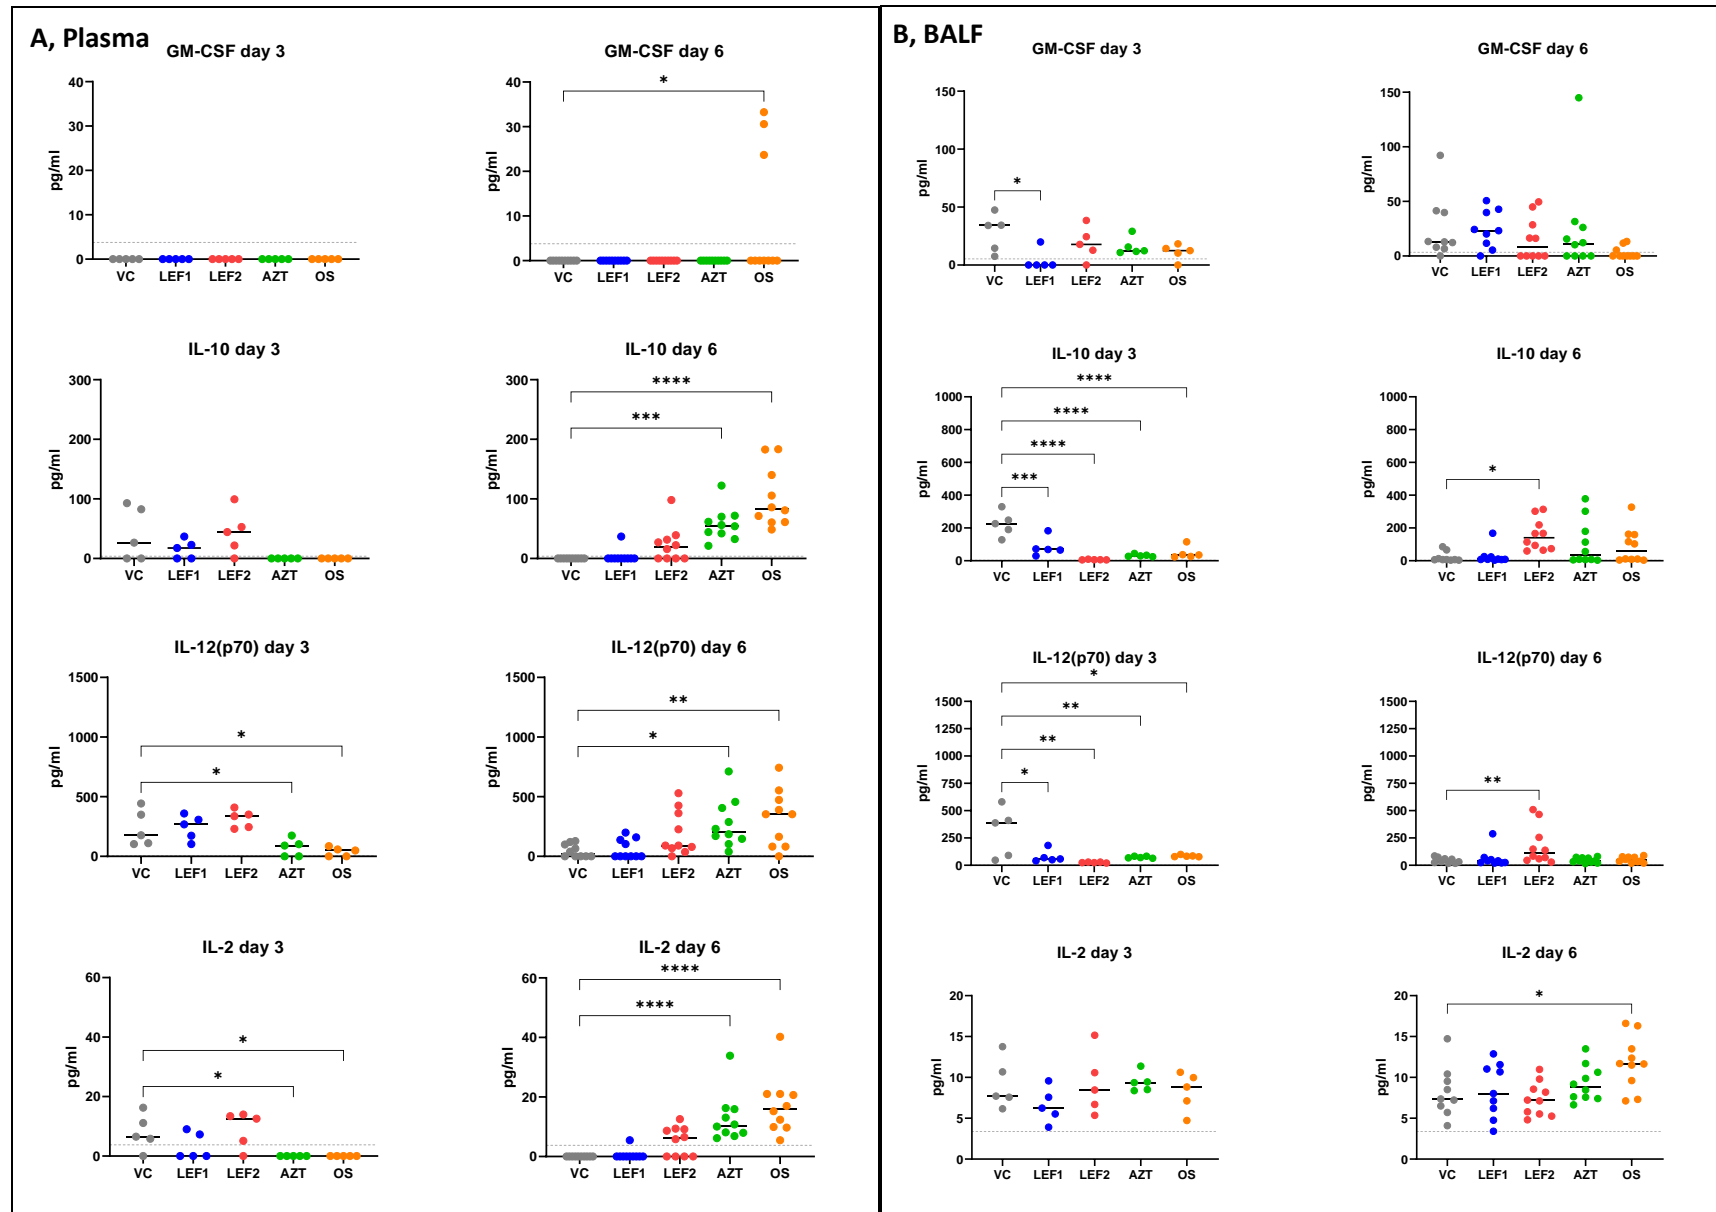 A, Plasma
GM-CSF day 3
pg/ml
40
30
20
10
0
VC LEF1 LEF2 AZT OS
GM-CSF day 6
*
pg/ml
40
30
20
10
0
VC LEF1 LEF2 AZT OS
IL-10 day 3
pg/ml
300
200
100
0
VC LEF1 LEF2 AZT OS
IL-10 day 6
****
***
pg/ml
300
200
100
0
VC LEF1 LEF2 AZT OS
IL-12(p70) day 3
*
*
pg/ml
1500
1000
500
0
VC LEF1 LEF2 AZT OS
IL-12(p70) day 6
**
*
pg/ml
1500
1000
500
0
VC LEF1 LEF2 AZT OS
IL-2 day 3
*
*
pg/ml
60
40
20
0
VC LEF1 LEF2 AZT OS
IL-2 day 6
****
****
pg/ml
60
40
20
0
VC LEF1 LEF2 AZT OS
B, BALF
GM-CSF day 3
*
pg/ml
150
100
50
0
VC LEF1 LEF2 AZT OS
GM-CSF day 6
pg/ml
150
100
50
0
VC LEF1 LEF2 AZT OS
IL-10 day 3
****
****
****
***
pg/ml
1000
800
600
400
200
0
VC LEF1 LEF2 AZT OS
IL-10 day 6
*
pg/ml
1000
800
600
400
200
0
VC LEF1 LEF2 AZT OS
IL-12(p70) day 3
*
**
**
*
pg/ml
1500
1250
1000
750
500
250
0
VC LEF1 LEF2 AZT OS
IL-12(p70) day 6
**
pg/ml
1500
1250
1000
750
500
250
0
VC LEF1 LEF2 AZT OS
IL-2 day 3
pg/ml
20
15
10
5
0
VC LEF1 LEF2 AZT OS
IL-2 day 6
*
pg/ml
20
15
10
5
0
VC LEF1 LEF2 AZT OS